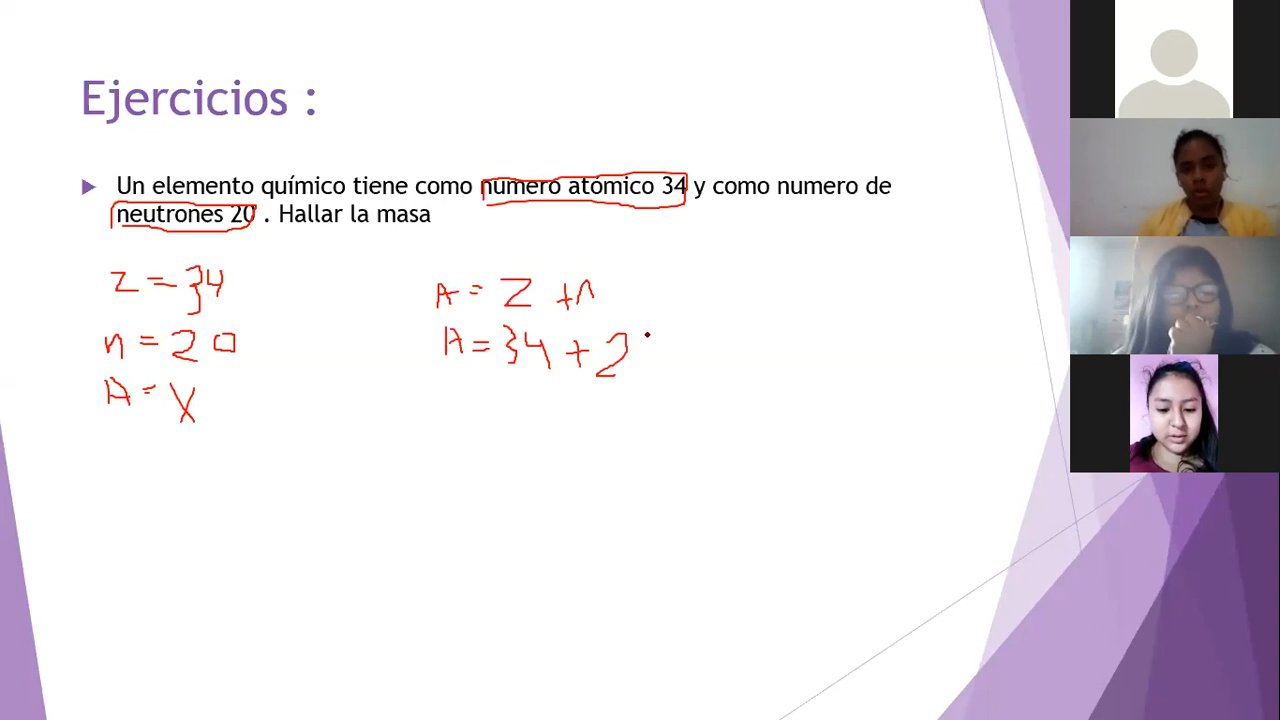 Ejercicios :
Un elemento químico tiene como numero atomico 34 y como numero de
neutrones 20 . Hallar la masa
Z = 34
n = 20
A = X
A = Z + n
A = 34 + 2